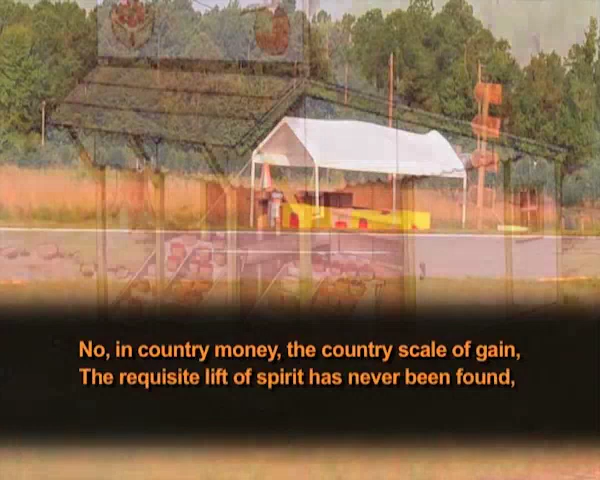 No, in country money, the country scale of gain,
The requisite lift of spirit has never been found,